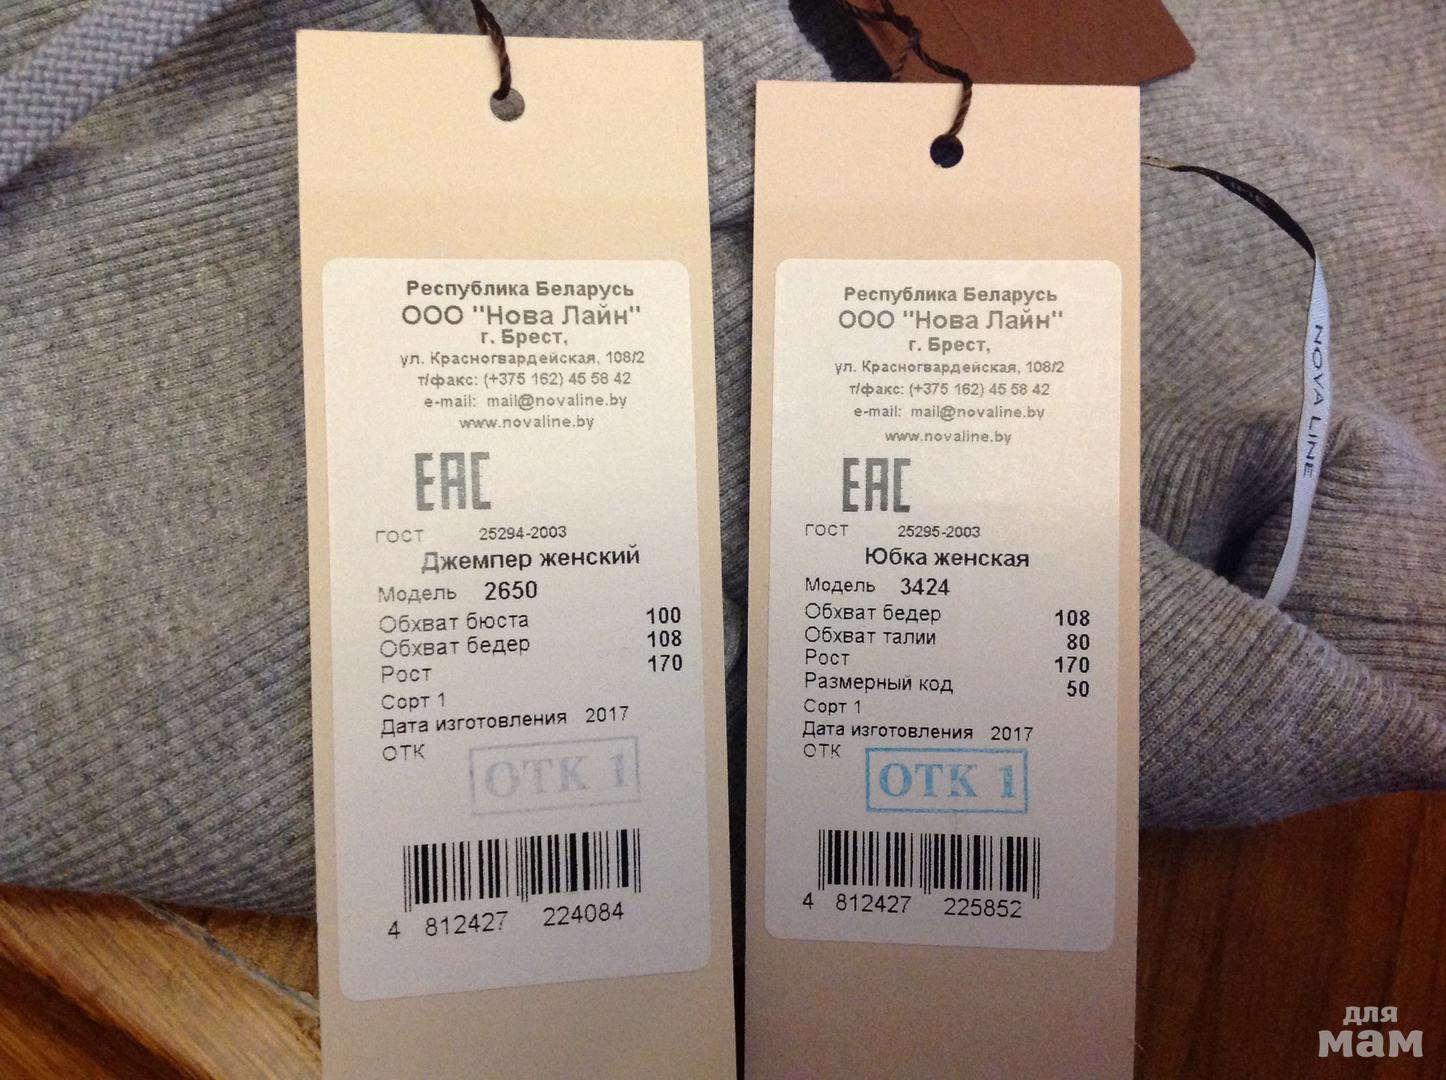 Республика Беларусь
ООО "Нова Лайн"
г. Брест,
ул. Красногвардейская, 108/2
т/факс: (+375 162) 45 58 42
e-mail: mail@novaline.by
www.novaline.by
EAC
ГОСТ 25294-2003
Джемпер женский
Модель 2650
Обхват бюста 100
Обхват бедер 108
Рост 170
Сорт 1
Дата изготовления 2017
ОТК
ОТК 1
4 812427 224084
Республика Беларусь
ООО "Нова Лайн"
г. Брест,
ул. Красногвардейская, 108/2
т/факс: (+375 162) 45 58 42
e-mail: mail@novaline.by
www.novaline.by
EAC
ГОСТ 25295-2003
Юбка женская
Модель 3424
Обхват бедер 108
Обхват талии 80
Рост 170
Размерный код 50
Сорт 1
Дата изготовления 2017
ОТК
ОТК 1
4 812427 225852
NOVA LINE
для
мам